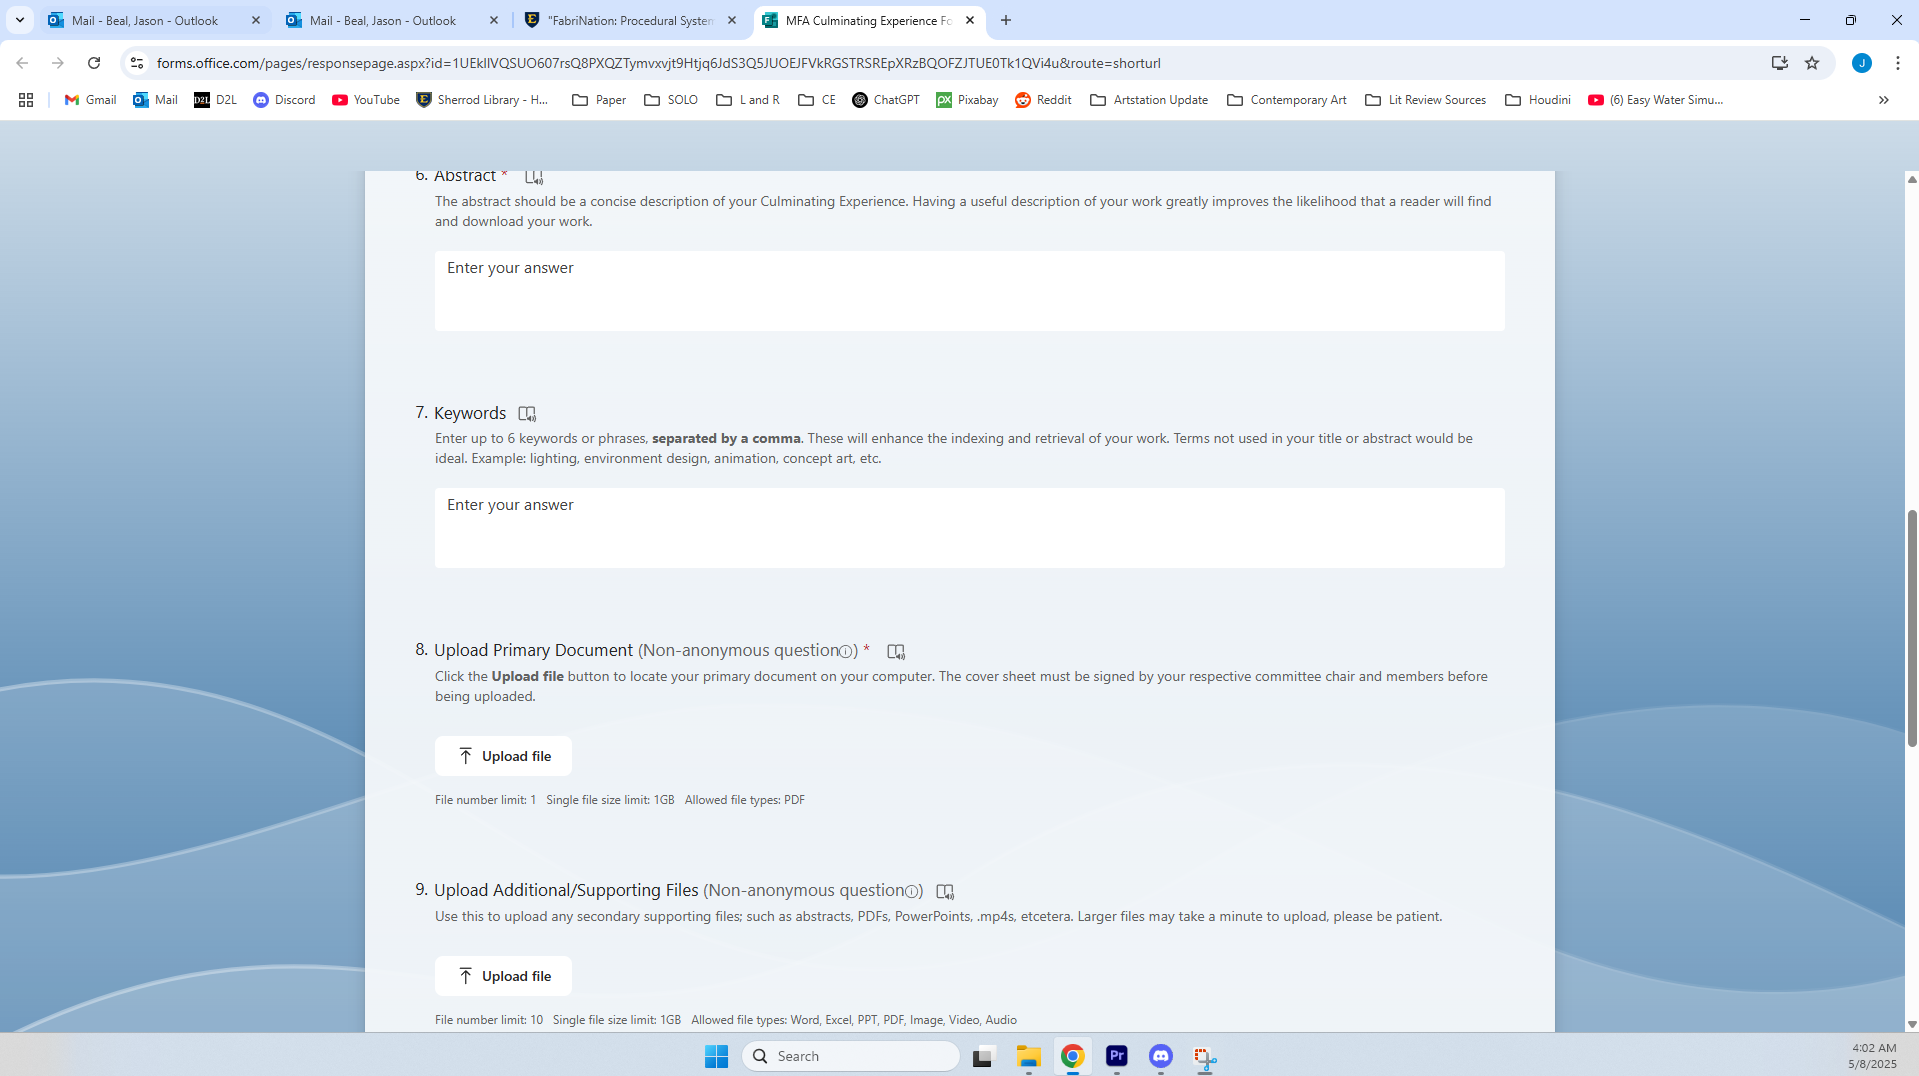 Mail - Beal, Jason - Outlook
Mail - Beal, Jason - Outlook
"FabriNation: Procedural System
MFA Culminating Experience Fo
forms.office.com/pages/responsepage.aspx?id=1UEkIIVQSUO607rsQ8PXQZTymvxvjt9Htjq6JdS3Q5JUOEJFVkRGSTRSREpXRzBQOFZJTUE0Tk1QVi4u&route=shorturl
J
Gmail
Mail
D2L
D2L
Discord
YouTube
Sherrod Library - H...
Paper
SOLO
L and R
CE
ChatGPT
px
Pixabay
Reddit
Artstation Update
Contemporary Art
Lit Review Sources
Houdini
(6) Easy Water Simu...
6. Abstract *
The abstract should be a concise description of your Culminating Experience. Having a useful description of your work greatly improves the likelihood that a reader will find
and download your work.
Enter your answer
7. Keywords
Enter up to 6 keywords or phrases, separated by a comma. These will enhance the indexing and retrieval of your work. Terms not used in your title or abstract would be
ideal. Example: lighting, environment design, animation, concept art, etc.
Enter your answer
8. Upload Primary Document (Non-anonymous question) *
Click the Upload file button to locate your primary document on your computer. The cover sheet must be signed by your respective committee chair and members before
being uploaded.
Upload file
File number limit: 1 Single file size limit: 1GB Allowed file types: PDF
9. Upload Additional/Supporting Files (Non-anonymous question)
Use this to upload any secondary supporting files; such as abstracts, PDFs, PowerPoints, .mp4s, etcetera. Larger files may take a minute to upload, please be patient.
Upload file
File number limit: 10 Single file size limit: 1GB Allowed file types: Word, Excel, PPT, PDF, Image, Video, Audio
Search
Pr
4:02 AM
5/8/2025